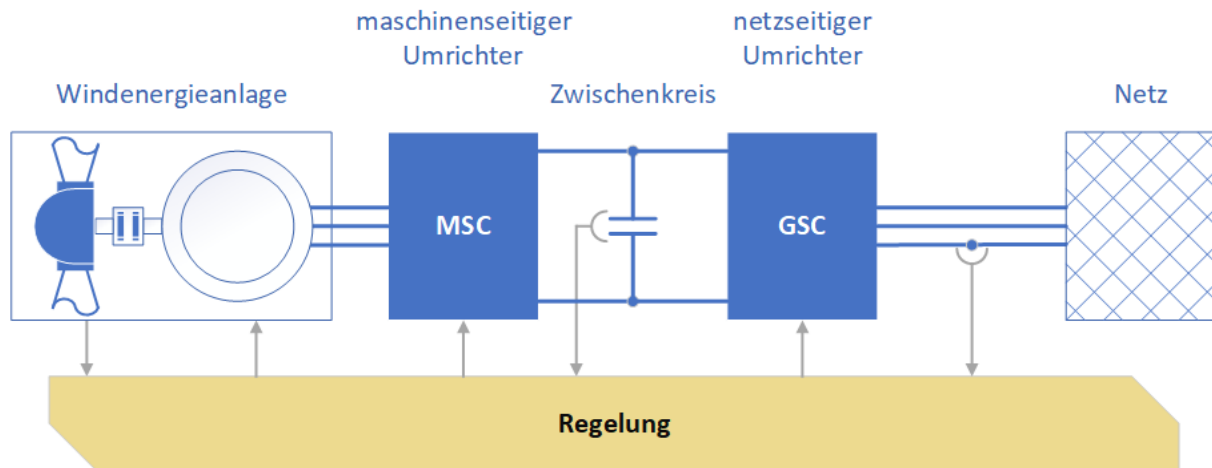 maschinenseitiger
Umrichter
netzseitiger
Umrichter
Windenergieanlage
Zwischenkreis
Netz
MSC
GSC
Regelung